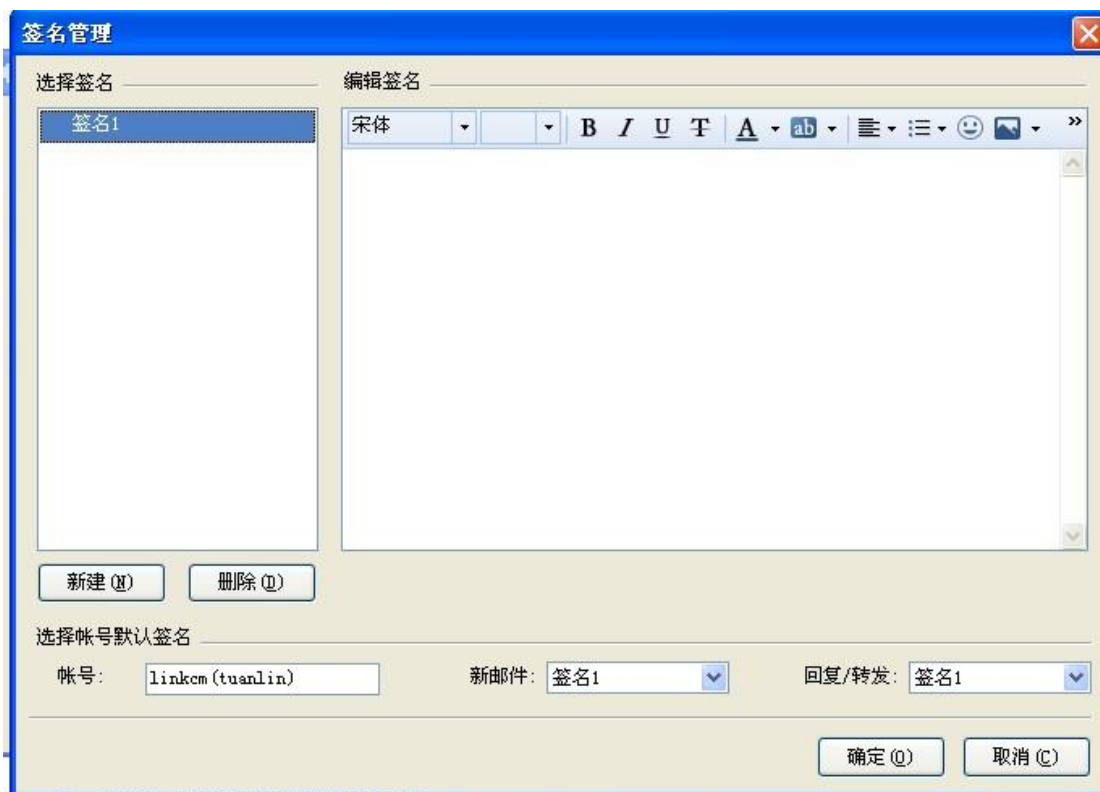 签名管理
选择签名
编辑签名
签名1
宋体 B I U T A ab »
新建(N) 删除(D)
选择帐号默认签名
帐号: linkcm(tuanlin) 新邮件: 签名1 回复/转发: 签名1
确定(O) 取消(C)